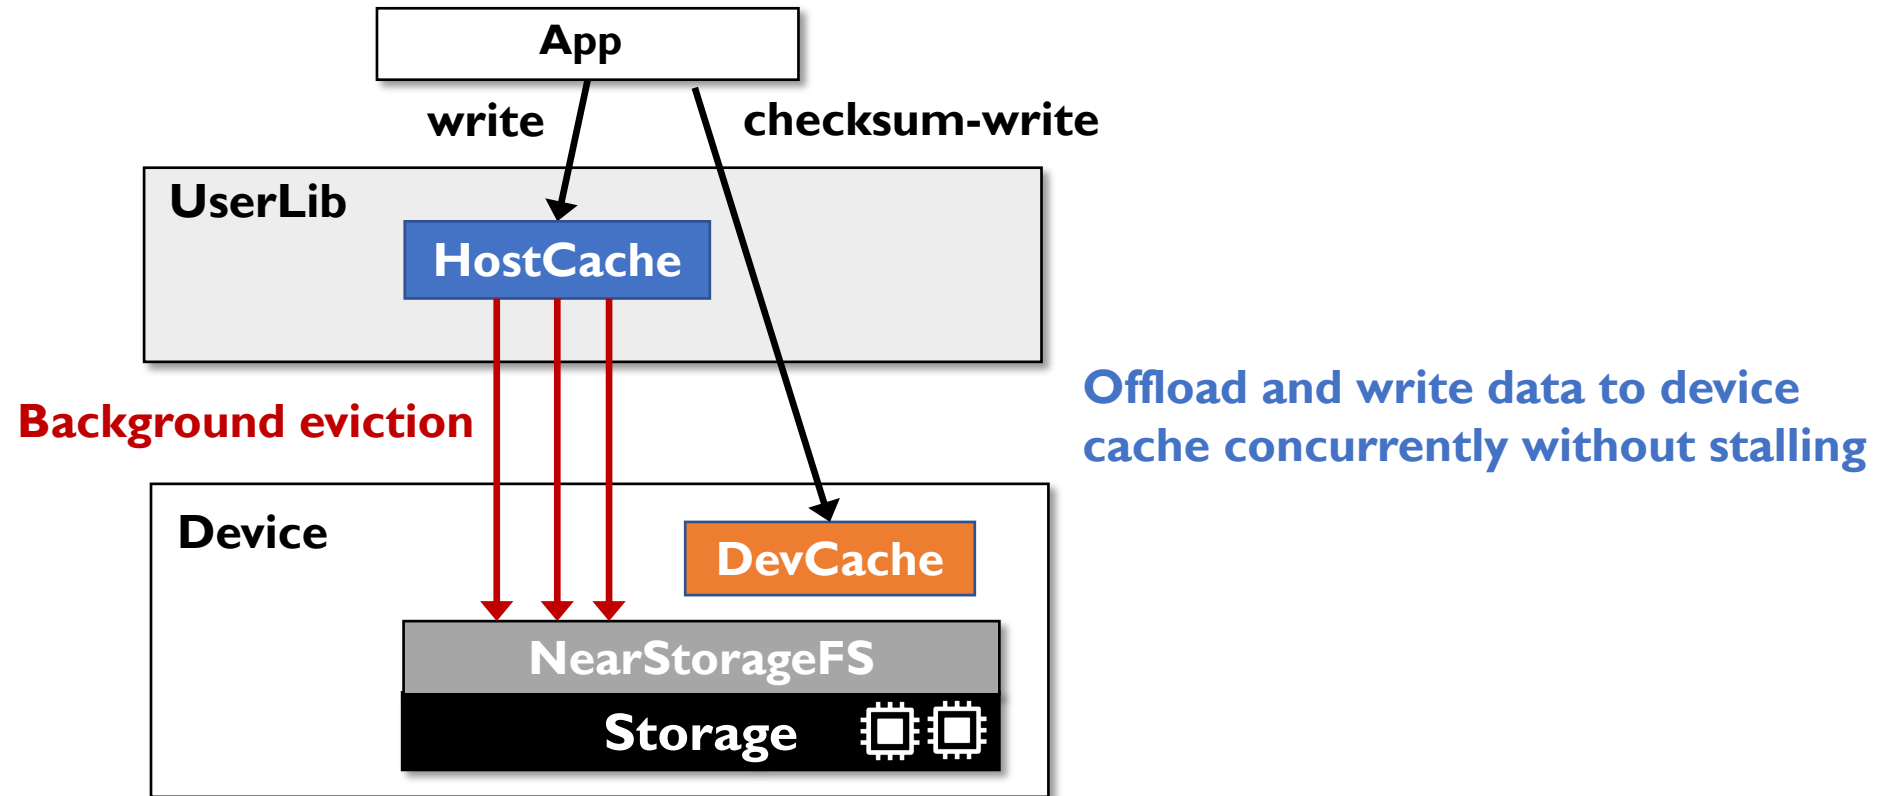 App
write
checksum-write
UserLib
HostCache
Background eviction
Offload and write data to device
cache concurrently without stalling
Device
DevCache
NearStorageFS
Storage